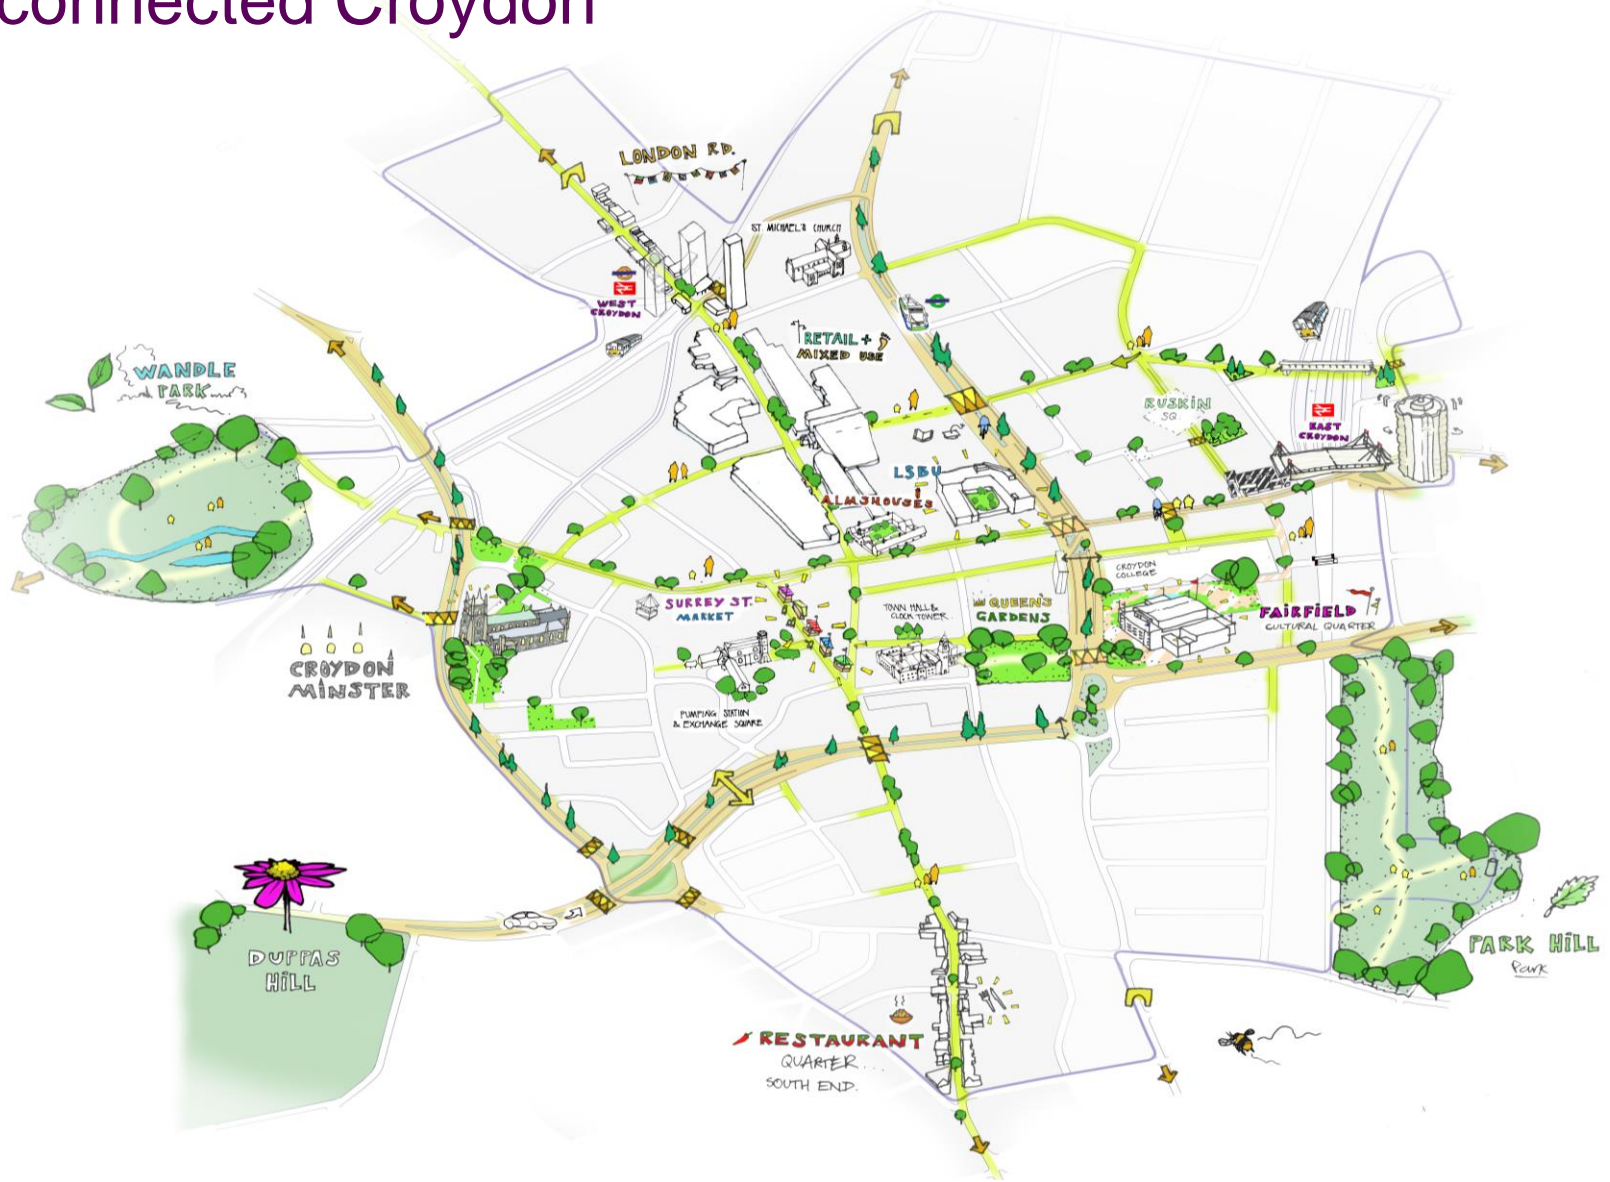 connected Croydon
LONDON RD.
ST MICHAEL'S CHURCH
WEST
CROYDON
RETAIL +
MIXED USE
WANDLE
PARK
RUSKIN
SQ
EAST
CROYDON
LSBU
ALMSHOUSES
CROYDON
COLLEGE
SURREY ST.
MARKET
TOWN HALL &
CLOCK TOWER
QUEEN'S
GARDENS
FAIRFIELD
CULTURAL QUARTER
CROYDON
MINSTER
PUMPING STATION
& EXCHANGE SQUARE
DUPPAS
HILL
PARK HILL
Park
RESTAURANT
QUARTER...
SOUTH END.